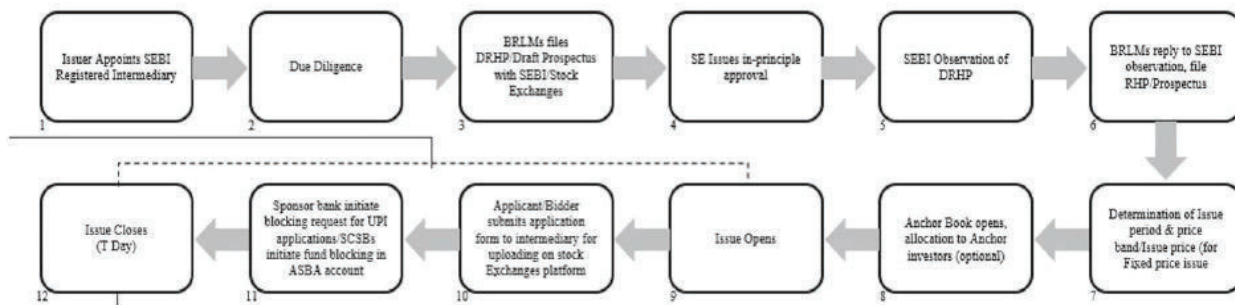 Issuer Appoints SEBI
Registered Intermediary
1
Due Diligence
2
BRLMs files
DRHP/Draft Prospectus
with SEBI/Stock
Exchanges
3
SE Issues in-principle
approval
4
SEBI Observation of
DRHP
5
BRLMs reply to SEBI
observation, file
RHP/Prospectus
6
Determination of Issue
period & price
band/Issue price (for
Fixed price issue
7
Anchor Book opens,
allocation to Anchor
investors (optional)
8
Issue Opens
9
Applicant/Bidder
submits application
form to intermediary for
uploading on stock
Exchanges platform
10
Sponsor bank initiate
blocking request for UPI
applications/SCSBs
initiate fund blocking in
ASBA account
11
Issue Closes
(T Day)
12